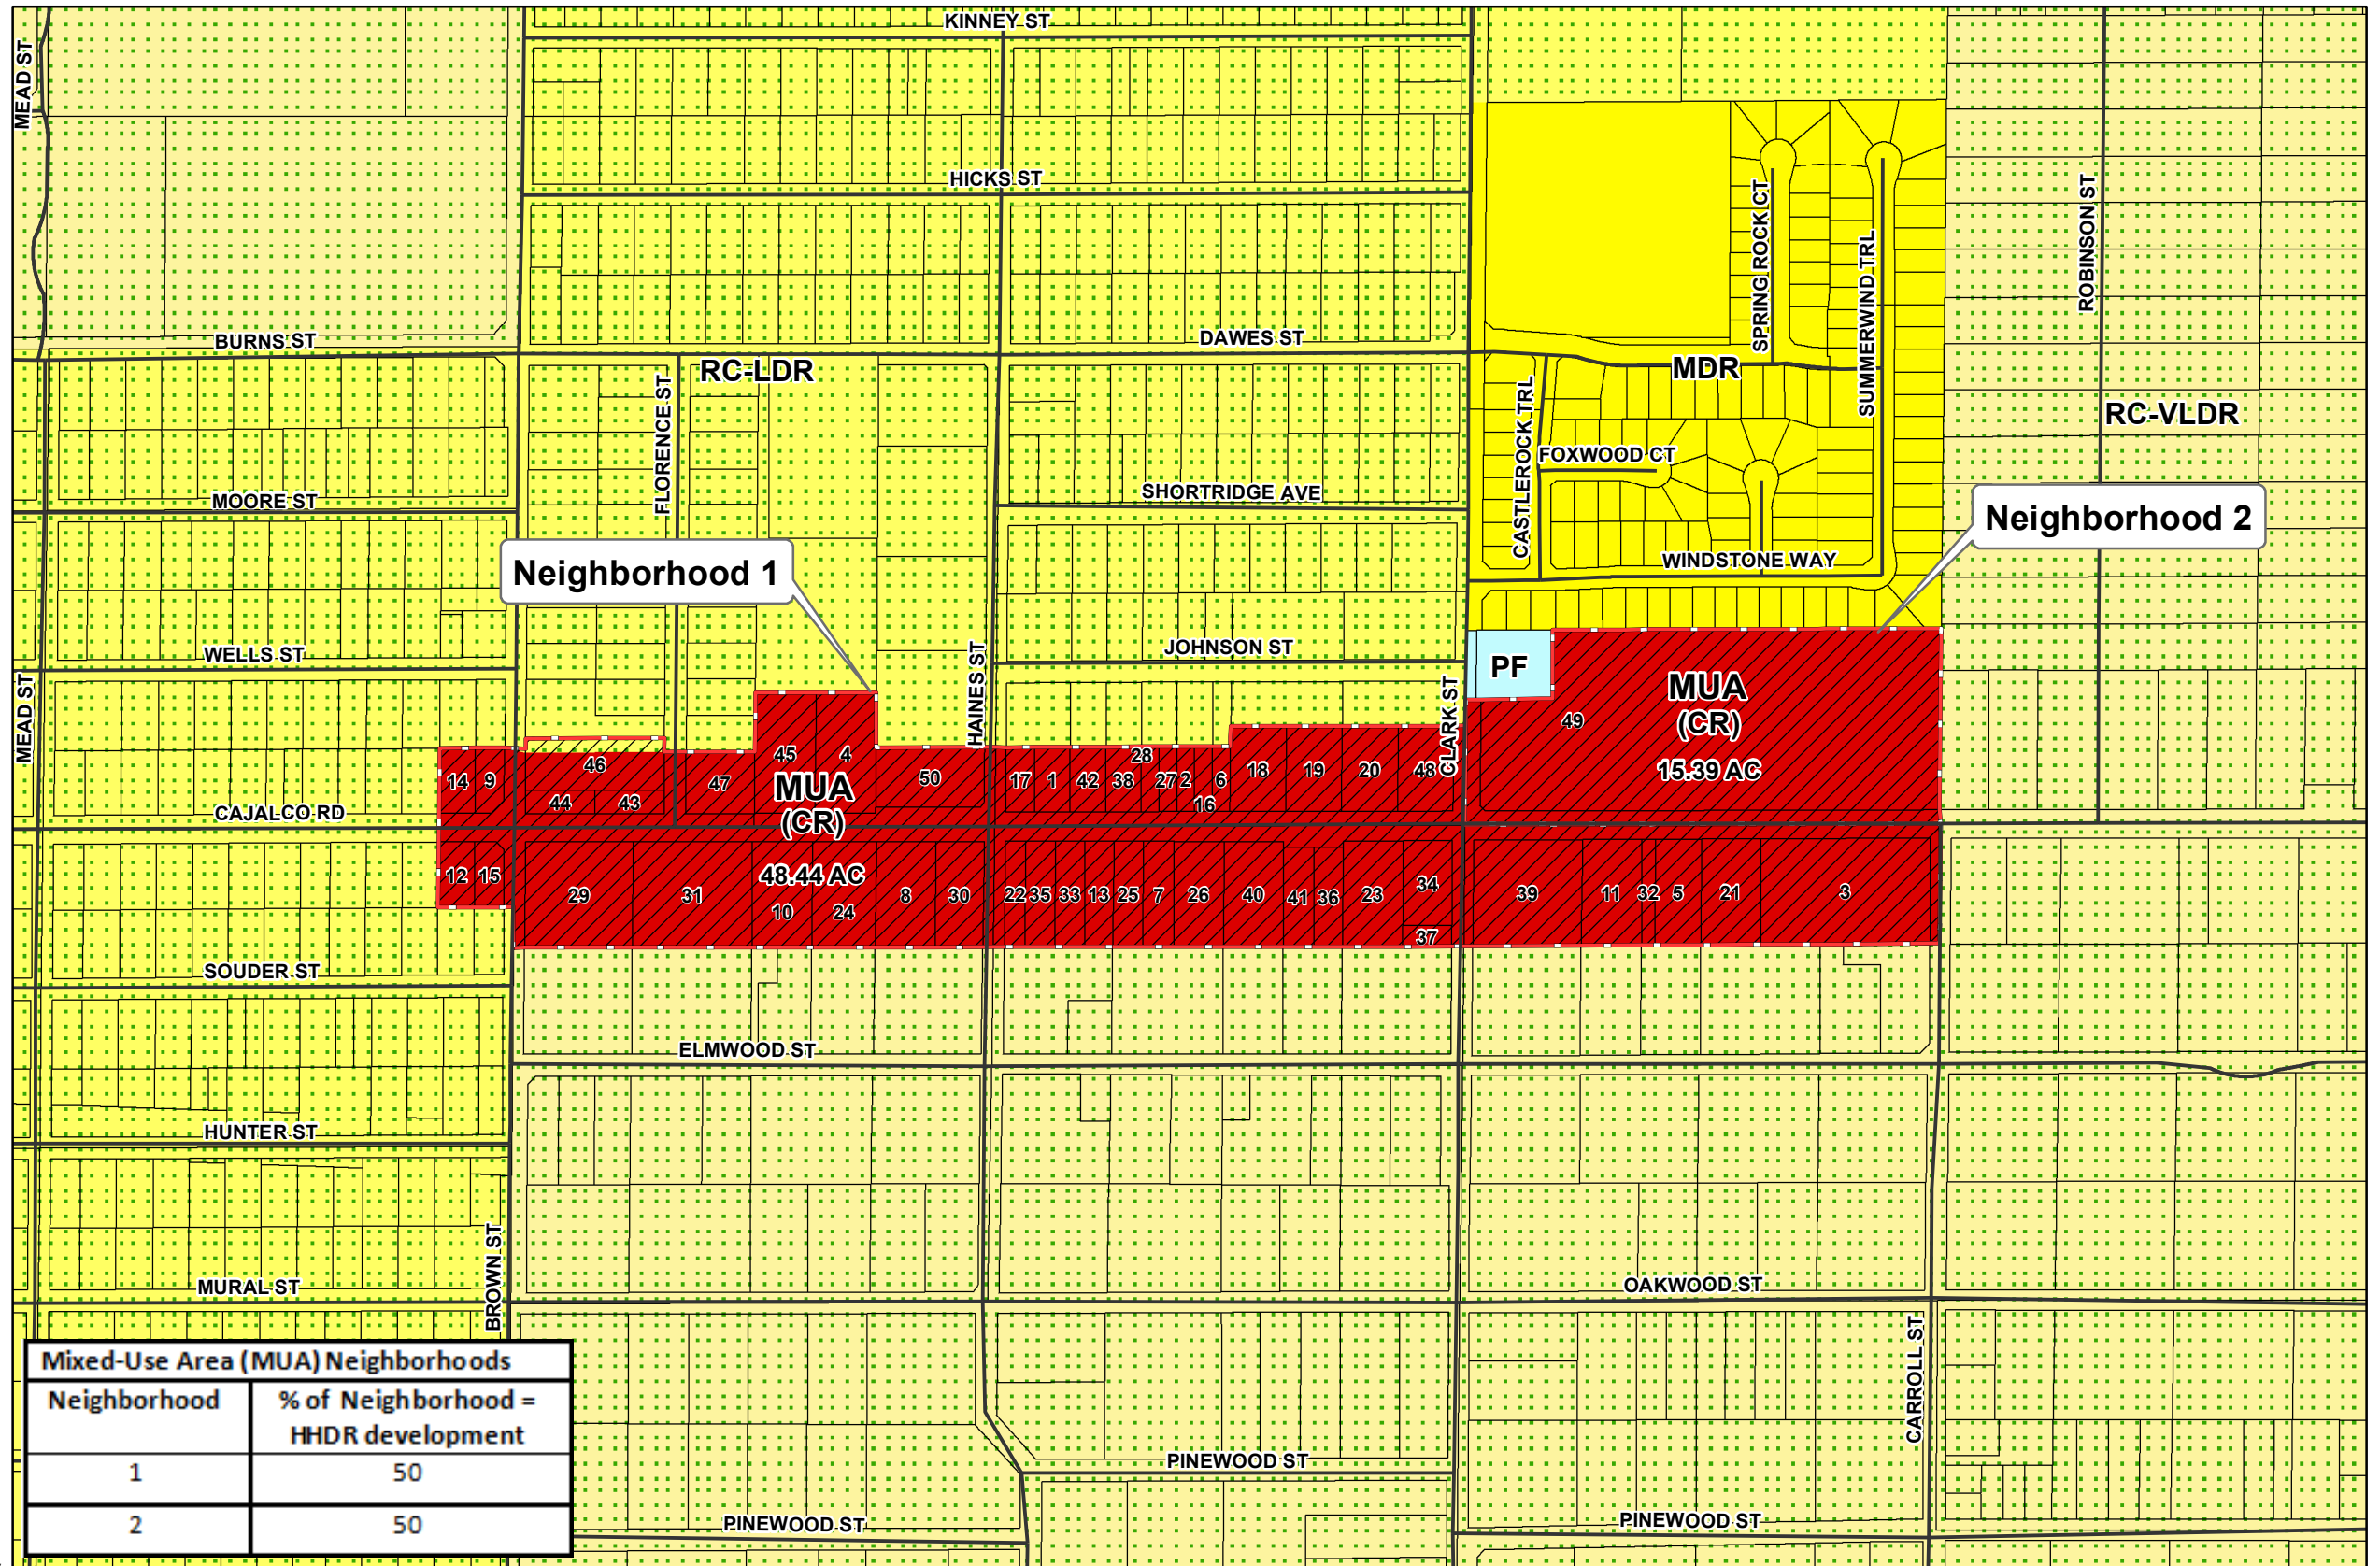 KINNEY ST
MEAD ST
HICKS ST
SPRING ROCK CT
SUMMERWIND TRL
ROBINSON ST
BURNS ST
DAWES ST
RC-LDR
MDR
FLORENCE ST
CASTLEROCK TRL
RC-VLDR
FOXWOOD CT
MOORE ST
SHORTRIDGE AVE
Neighborhood 2
WINDSTONE WAY
Neighborhood 1
WELLS ST
HAINES ST
JOHNSON ST
CLARK ST
PF
MUA
(CR)
15.39 AC
49
MEAD ST
14 9 46 44 43 47 45 4 50
MUA
(CR)
48.44 AC
17 1 42 38 28 27 2 16 6 18 19 20 48
CAJALCO RD
12 15 29 31 10 24 8 30 22 35 33 13 25 7 26 40 41 36 23 34 37 39 11 32 5 21 3
SOUDER ST
ELMWOOD ST
HUNTER ST
BROWN ST
MURAL ST
OAKWOOD ST
CARROLL ST
PINEWOOD ST
PINEWOOD ST
PINEWOOD ST
Mixed-Use Area (MUA) Neighborhoods
Neighborhood
% of Neighborhood =
HHDR development
1 50
2 50